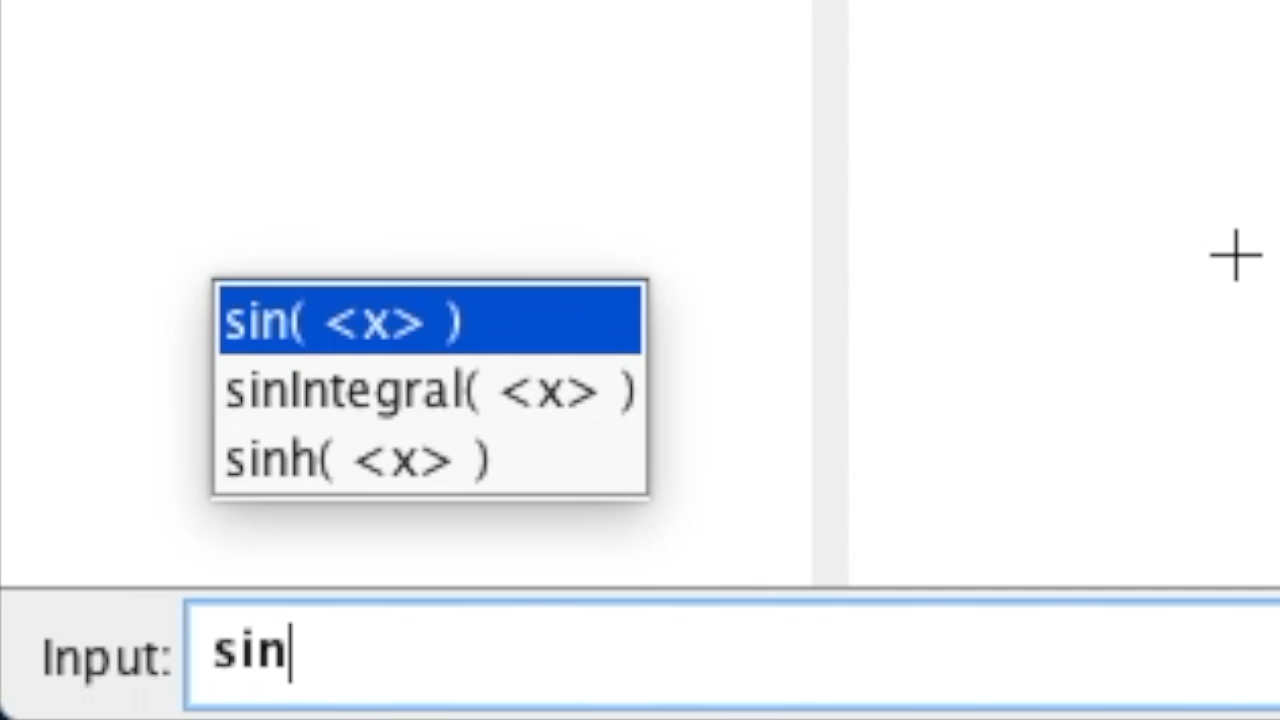 sin( <x> )
sinIntegral( <x> )
sinh( <x> )
Input: sin